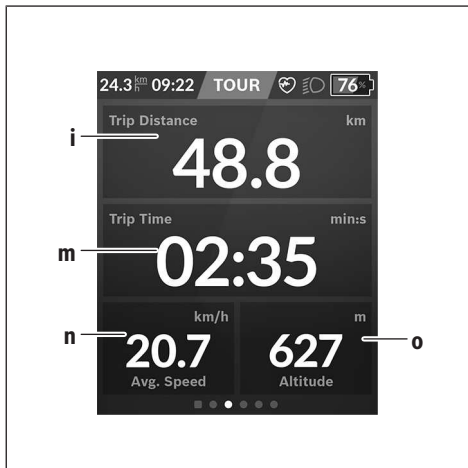 24.3 km/h 09:22 TOUR 76%
Trip Distance km
i
48.8
Trip Time min:s
m
02:35
km/h m
n
20.7 627
o
Avg. Speed Altitude